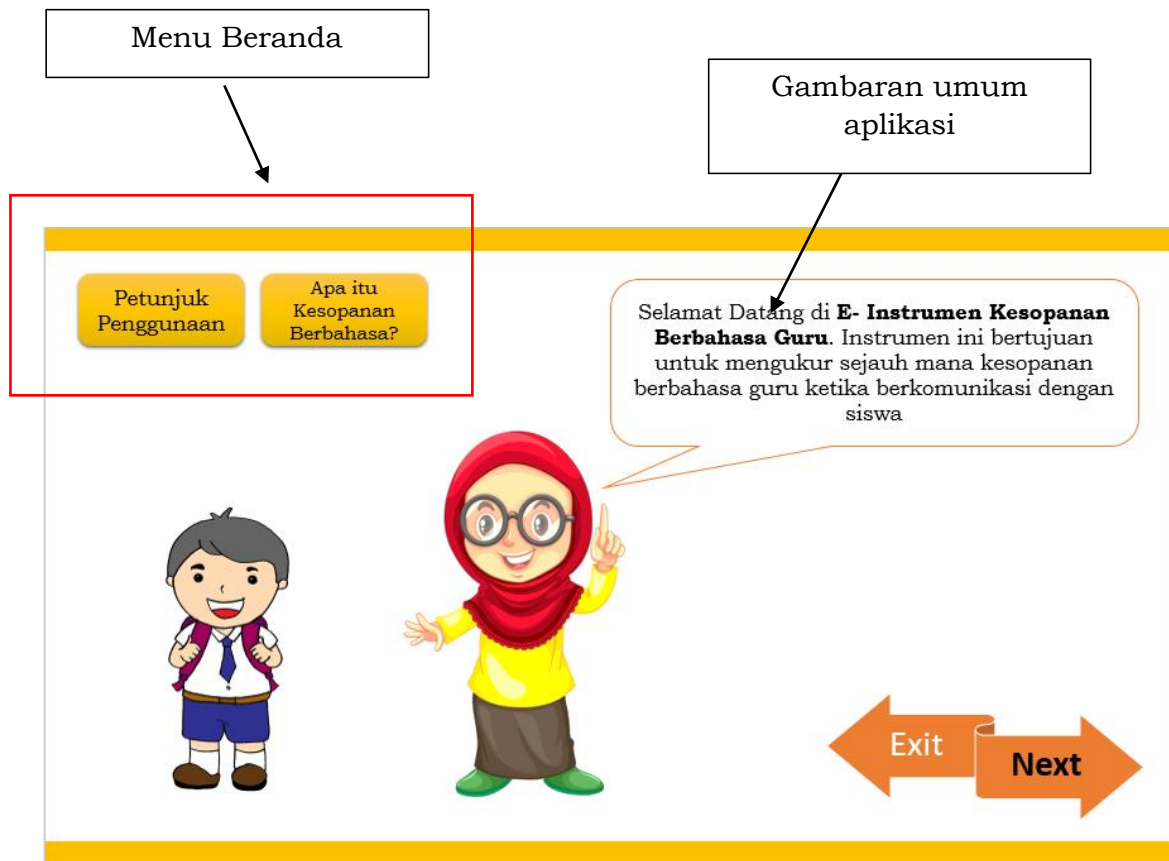 Menu Beranda
Gambaran umum
aplikasi
Petunjuk
Penggunaan
Apa itu
Kesopanan
Berbahasa?
Selamat Datang di E- Instrumen Kesopanan
Berbahasa Guru. Instrumen ini bertujuan
untuk mengukur sejauh mana kesopanan
berbahasa guru ketika berkomunikasi dengan
siswa
Exit
Next